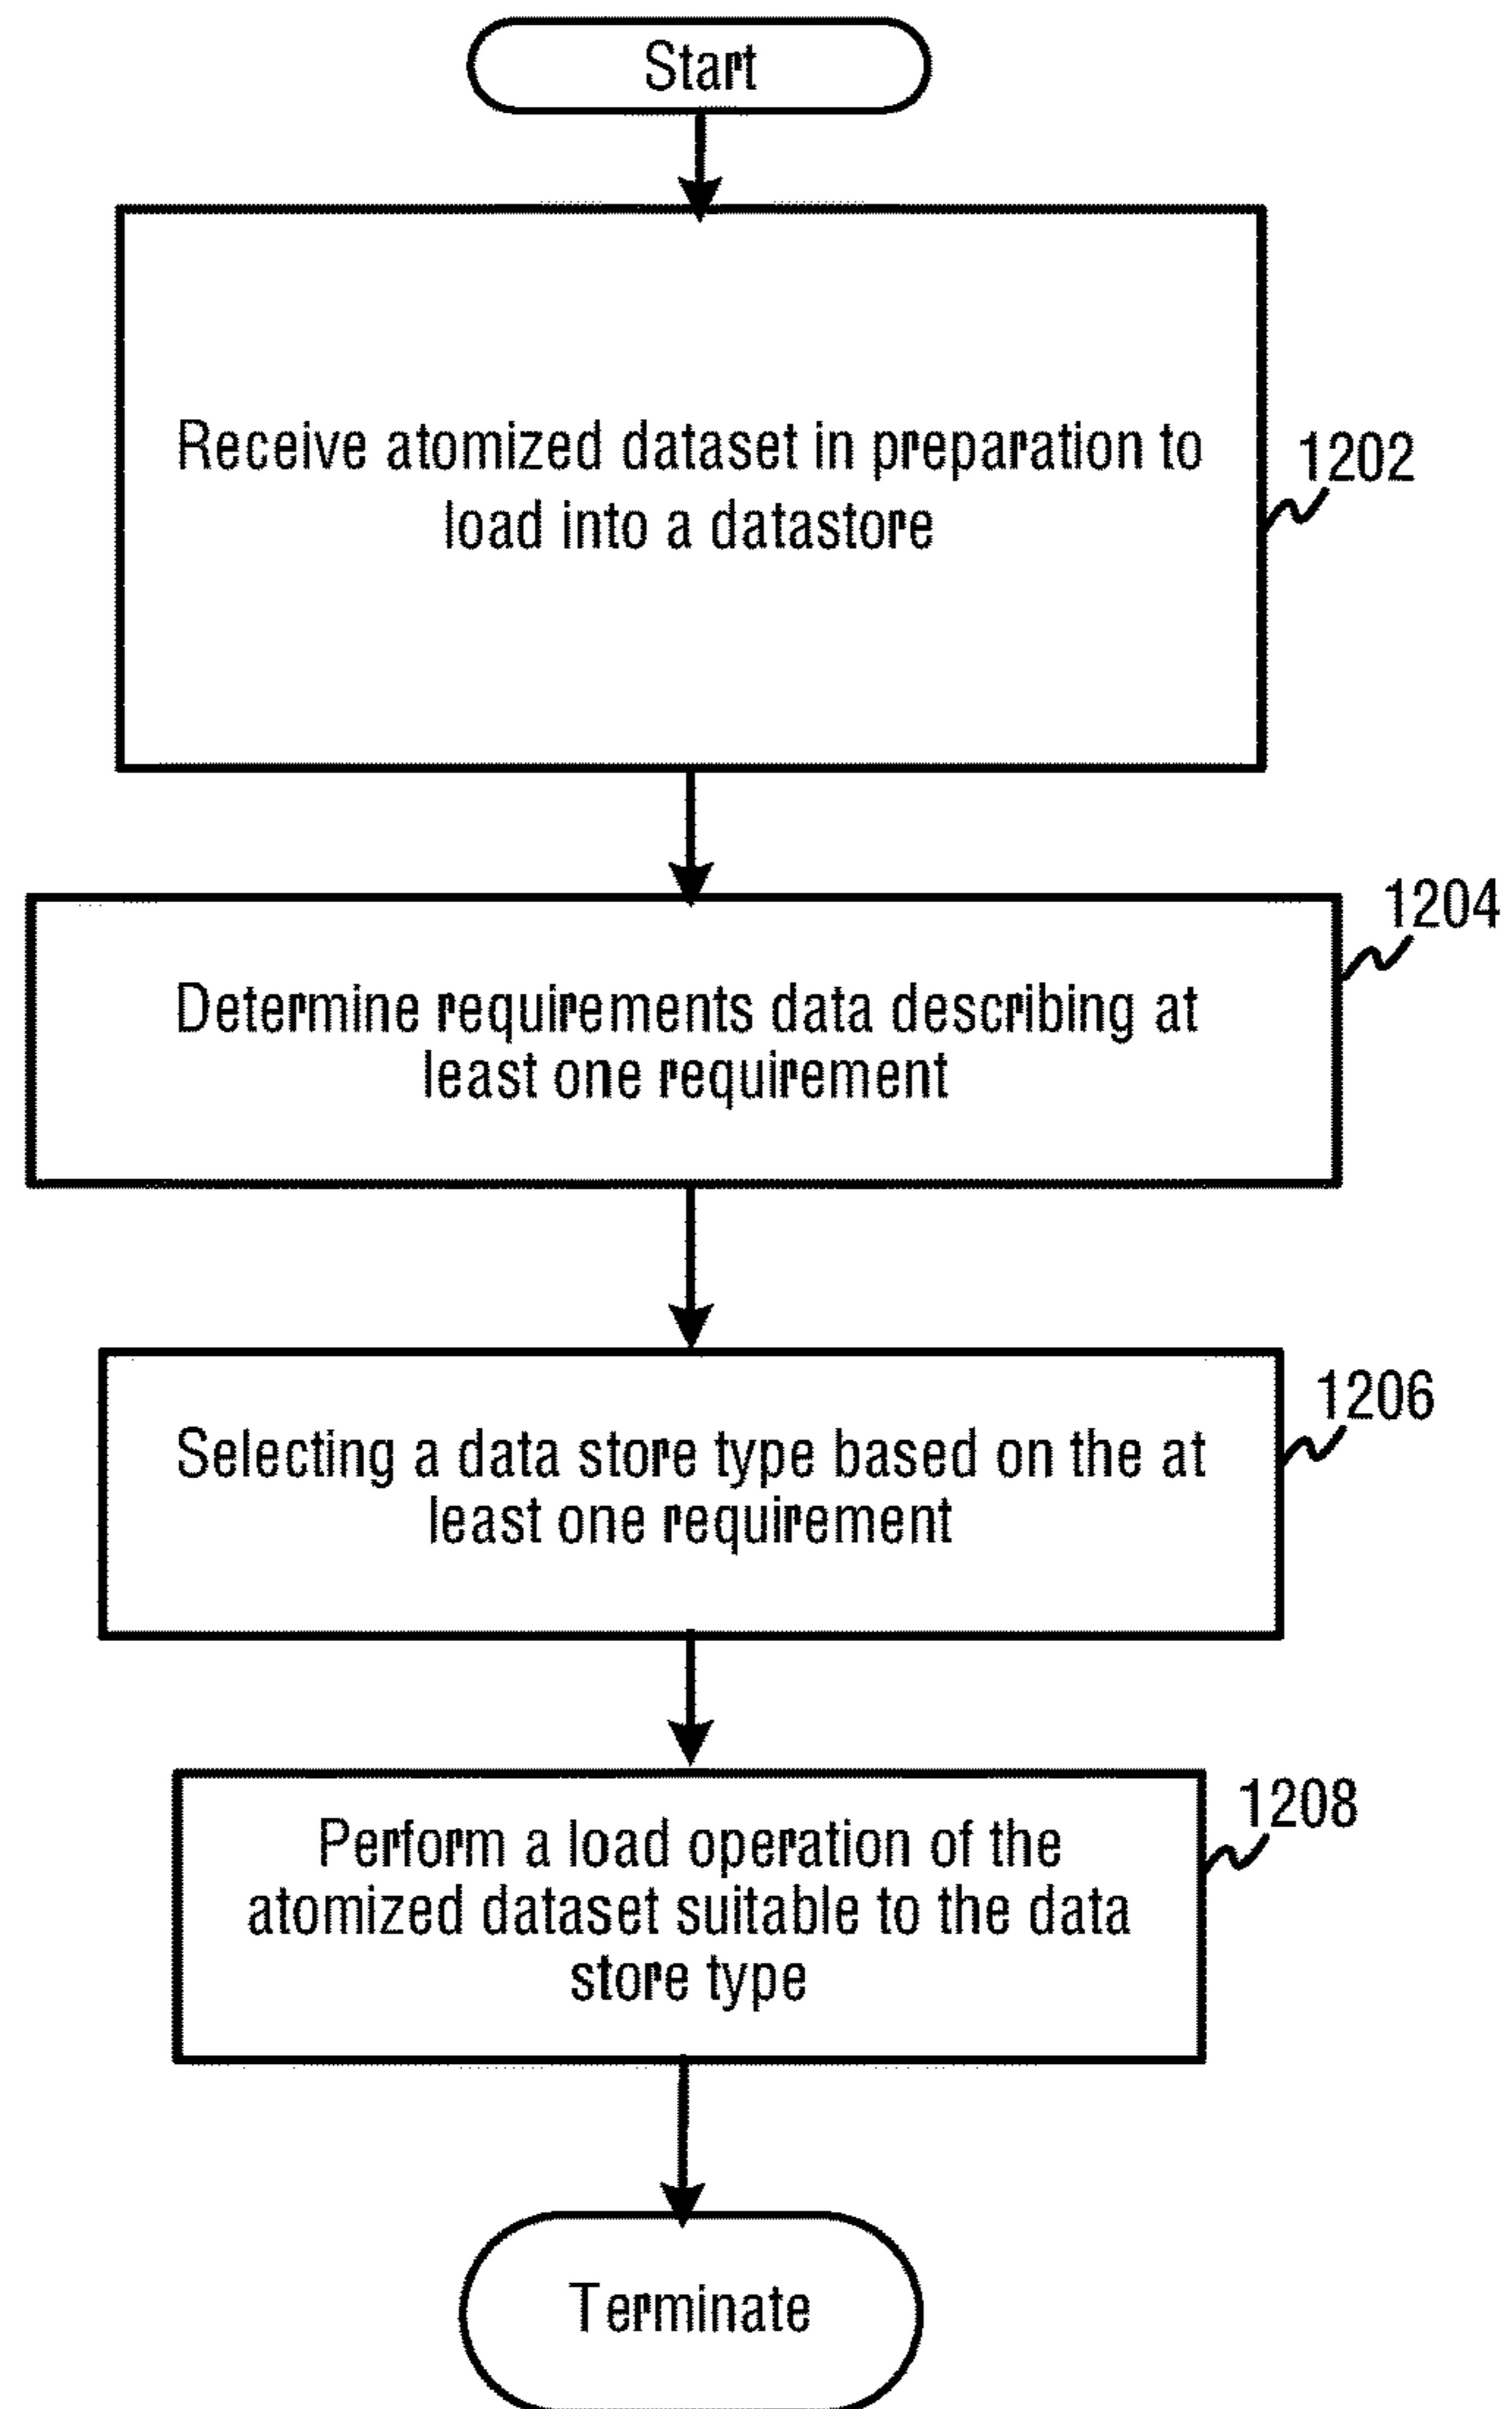 Start
Receive atomized dataset in preparation to
load into a datastore
1202
1204
Determine requirements data describing at
least one requirement
1206
Selecting a data store type based on the at
least one requirement
1208
Perform a load operation of the
atomized dataset suitable to the data
store type
Terminate